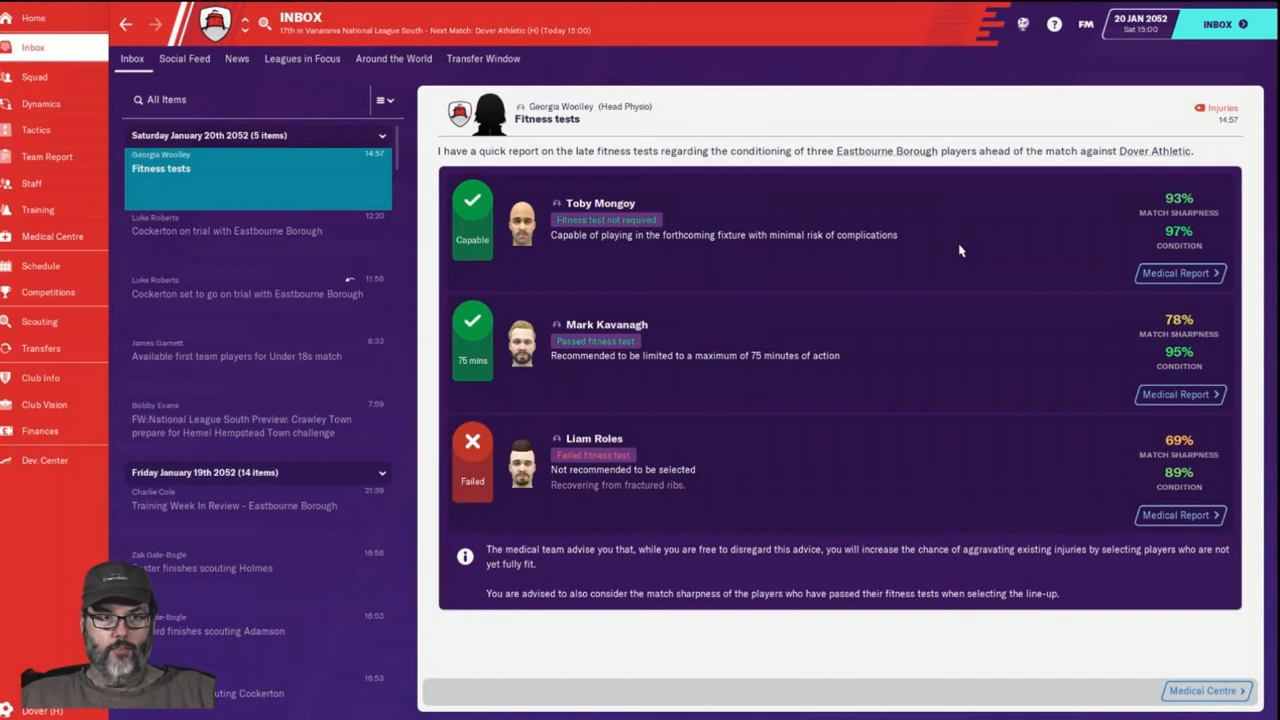 Home
Inbox
Squad
Dynamics
Tactics
Team Report
Staff
Training
Medical Centre
Schedule
Competitions
Scouting
Transfers
Club Info
Club Vision
Finances
Dev. Center
Dover (H)
INBOX
17th in Vanarama National League South - Next Match: Dover Athletic (H) (Today 15:00)
? FM
20 JAN 2052
Sat 15:00
INBOX
Inbox Social Feed News Leagues in Focus Around the World Transfer Window
All Items
Saturday January 20th 2052 (5 items)
Georgia Woolley 14:57
Fitness tests
Luke Roberts 12:20
Cockerton on trial with Eastbourne Borough
Luke Roberts 11:58
Cockerton set to go on trial with Eastbourne Borough
James Garnett 8:33
Available first team players for Under 18s match
Bobby Evans 7:59
FW:National League South Preview: Crawley Town
prepare for Hemel Hempstead Town challenge
Friday January 19th 2052 (14 items)
Charlie Cole 21:39
Training Week In Review - Eastbourne Borough
Zak Gale-Bogle 16:58
finishes scouting Holmes
-Bogle 16:53
finishes scouting Adamson
16:53
uting Cockerton
Georgia Woolley (Head Physio)
Fitness tests
Injuries
14:57
I have a quick report on the late fitness tests regarding the conditioning of three Eastbourne Borough players ahead of the match against Dover Athletic.
Capable
Toby Mongoy
Fitness test not required
Capable of playing in the forthcoming fixture with minimal risk of complications
93%
MATCH SHARPNESS
97%
CONDITION
Medical Report
75 mins
Mark Kavanagh
Passed fitness test
Recommended to be limited to a maximum of 75 minutes of action
78%
MATCH SHARPNESS
95%
CONDITION
Medical Report
Failed
Liam Roles
Failed fitness test
Not recommended to be selected
Recovering from fractured ribs.
69%
MATCH SHARPNESS
89%
CONDITION
Medical Report
The medical team advise you that, while you are free to disregard this advice, you will increase the chance of aggravating existing injuries by selecting players who are not
yet fully fit.
You are advised to also consider the match sharpness of the players who have passed their fitness tests when selecting the line-up.
Medical Centre